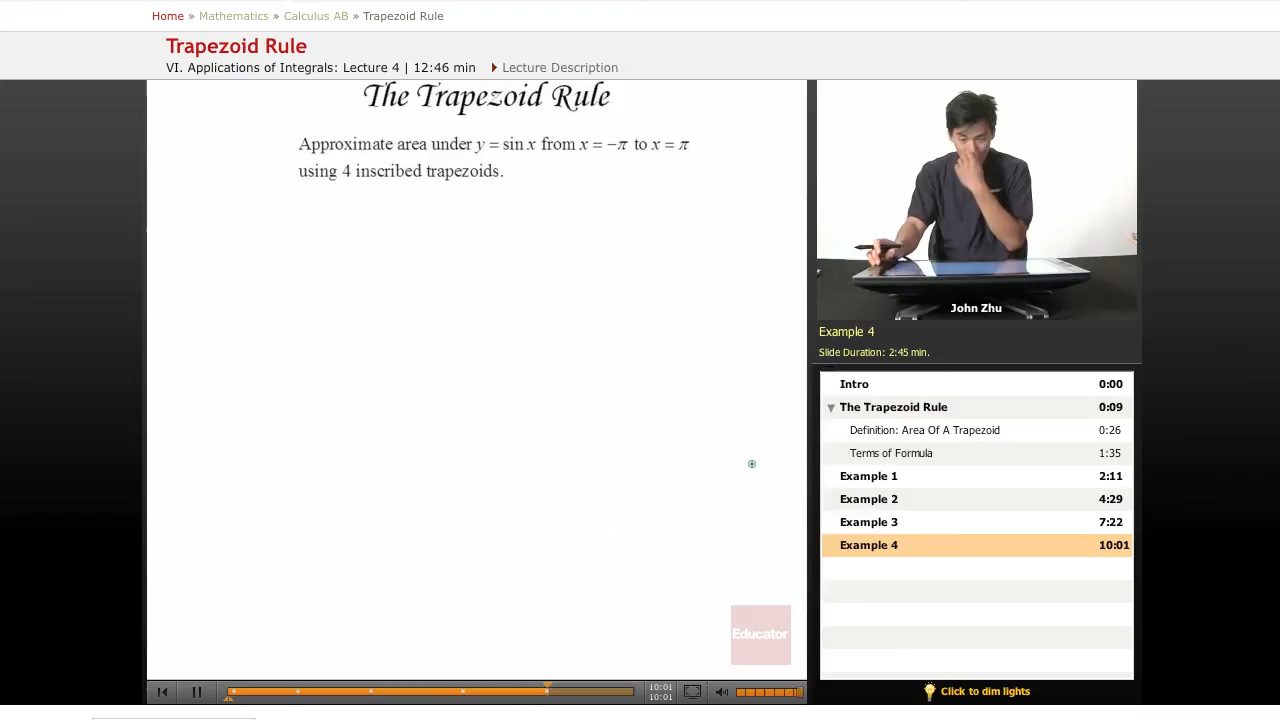 Home » Mathematics » Calculus AB » Trapezoid Rule
Trapezoid Rule
VI. Applications of Integrals: Lecture 4 | 12:46 min
Lecture Description
The Trapezoid Rule
Approximate area under y = sin x from x = −π to x = π
using 4 inscribed trapezoids.
Educator
10:01
10:01
John Zhu
Example 4
Slide Duration: 2:45 min.
Intro 0:00
The Trapezoid Rule 0:09
Definition: Area Of A Trapezoid 0:26
Terms of Formula 1:35
Example 1 2:11
Example 2 4:29
Example 3 7:22
Example 4 10:01
Click to dim lights